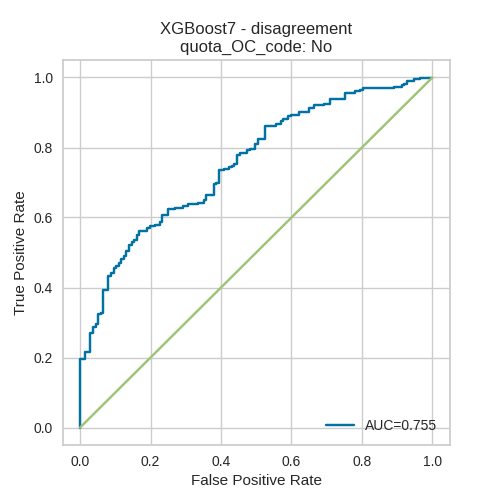 XGBoost7 - disagreement
quota_OC_code: No
True Positive Rate
1.0
0.8
0.6
0.4
0.2
0.0
AUC=0.755
0.0 0.2 0.4 0.6 0.8 1.0
False Positive Rate